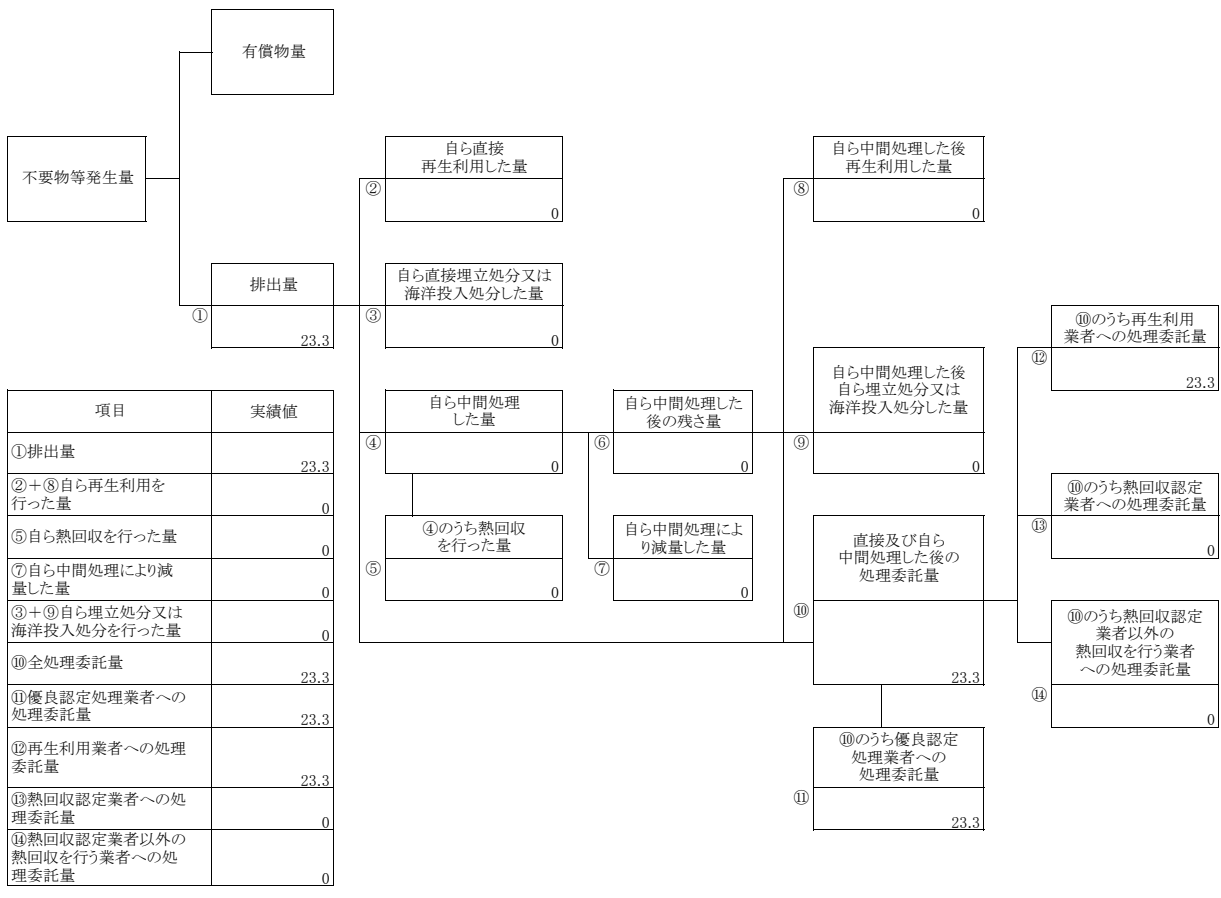 有償物量
不要物等発生量
排出量
①
23.3
自ら直接
再生利用した量
②
0
自ら直接埋立処分又は
海洋投入処分した量
③
0
自ら中間処理
した量
④
0
④のうち熱回収
を行った量
⑤
0
自ら中間処理した
後の残さ量
⑥
0
自ら中間処理によ
り減量した量
⑦
0
自ら中間処理した後
再生利用した量
⑧
0
自ら中間処理した後
自ら埋立処分又は
海洋投入処分した量
⑨
0
直接及び自ら
中間処理した後の
処理委託量
⑩
23.3
⑩のうち優良認定
処理業者への
処理委託量
⑪
23.3
⑩のうち再生利用
業者への処理委託量
⑫
23.3
⑩のうち熱回収認定
業者への処理委託量
⑬
0
⑩のうち熱回収認定
業者以外の
熱回収を行う業者
への処理委託量
⑭
0
項目 実績値
①排出量
23.3
②＋⑧自ら再生利用を
行った量
0
⑤自ら熱回収を行った量
0
⑦自ら中間処理により減
量した量
0
③＋⑨自ら埋立処分又は
海洋投入処分を行った量
0
⑩全処理委託量
23.3
⑪優良認定処理業者への
処理委託量
23.3
⑫再生利用業者への処理
委託量
23.3
⑬熱回収認定業者への処
理委託量
0
⑭熱回収認定業者以外の
熱回収を行う業者への処
理委託量
0